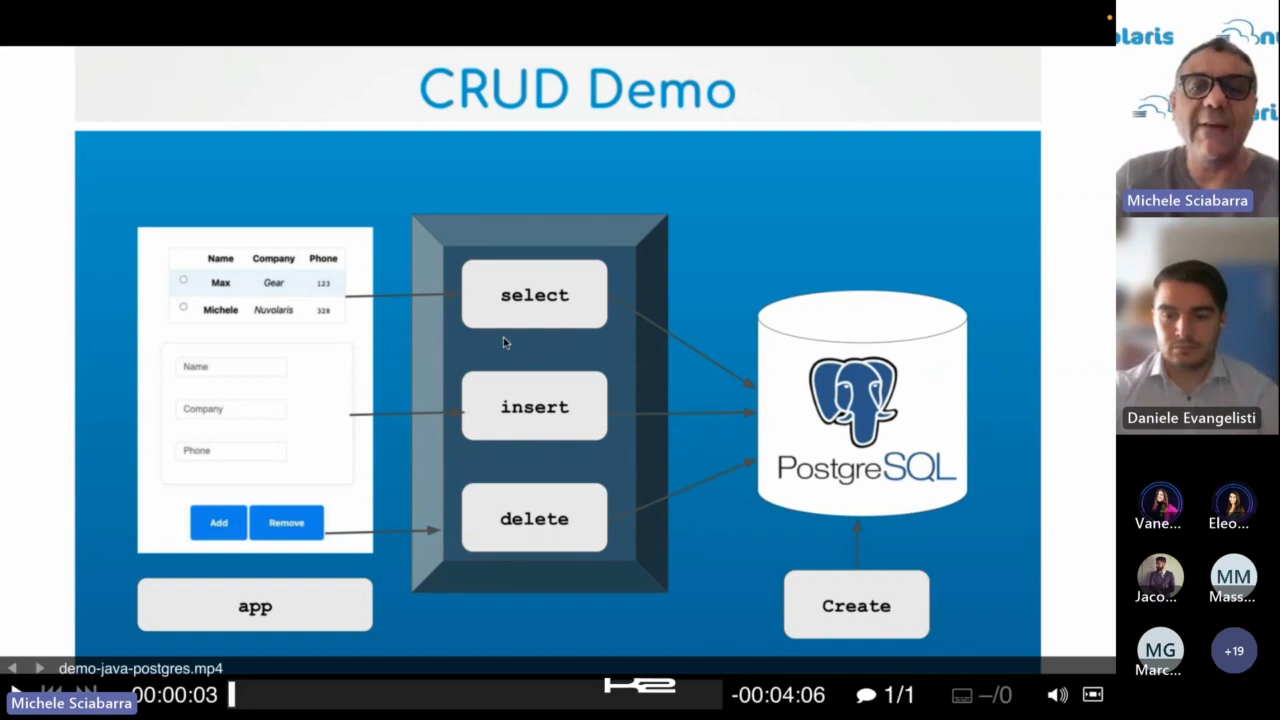 CRUD Demo
Name Company Phone
Max Gear 123
Michele Nuvolaris 328
Name
Company
Phone
Add Remove
app
select
insert
delete
PostgreSQL
Create
demo-java-postgres.mp4
00:00:03
-00:04:06
1/1
–/0
Michele Sciabarra
olaris
Michele Sciabarra
Daniele Evangelisti
Vane... Eleo...
Jaco... MM Mass...
MG Marc... +19